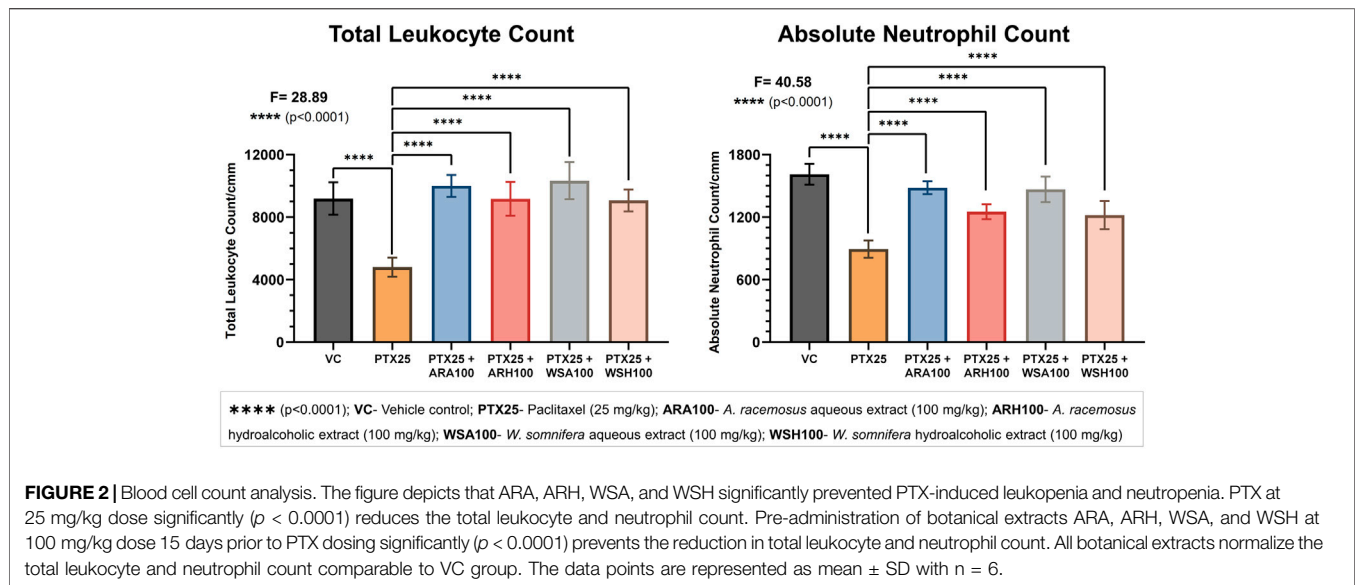 Total Leukocyte Count
F= 28.89
**** (p<0.0001)
****
****
****
****
****
Total Leukocyte Count/cmm
12000
9000
4000
0
VC
PTX25
PTX25 +
ARA100
PTX25 +
ARH100
PTX25 +
WSA100
PTX25 +
WSH100
Absolute Neutrophil Count
F= 40.58
**** (p<0.0001)
****
****
****
****
****
Absolute Neutrophil Count/cmm
1800
1200
600
0
VC
PTX25
PTX25 +
ARA100
PTX25 +
ARH100
PTX25 +
WSA100
PTX25 +
WSH100
**** (p<0.0001); VC- Vehicle control; PTX25- Paclitaxel (25 mg/kg); ARA100- A. racemosus aqueous extract (100 mg/kg); ARH100- A. racemosus
hydroalcoholic extract (100 mg/kg); WSA100- W. somnifera aqueous extract (100 mg/kg); WSH100- W. somnifera hydroalcoholic extract (100 mg/kg)
FIGURE 2 | Blood cell count analysis. The figure depicts that ARA, ARH, WSA, and WSH significantly prevented PTX-induced leukopenia and neutropenia. PTX at
25 mg/kg dose significantly (p < 0.0001) reduces the total leukocyte and neutrophil count. Pre-administration of botanical extracts ARA, ARH, WSA, and WSH at
100 mg/kg dose 15 days prior to PTX dosing significantly (p < 0.0001) prevents the reduction in total leukocyte and neutrophil count. All botanical extracts normalize the
total leukocyte and neutrophil count comparable to VC group. The data points are represented as mean ± SD with n = 6.